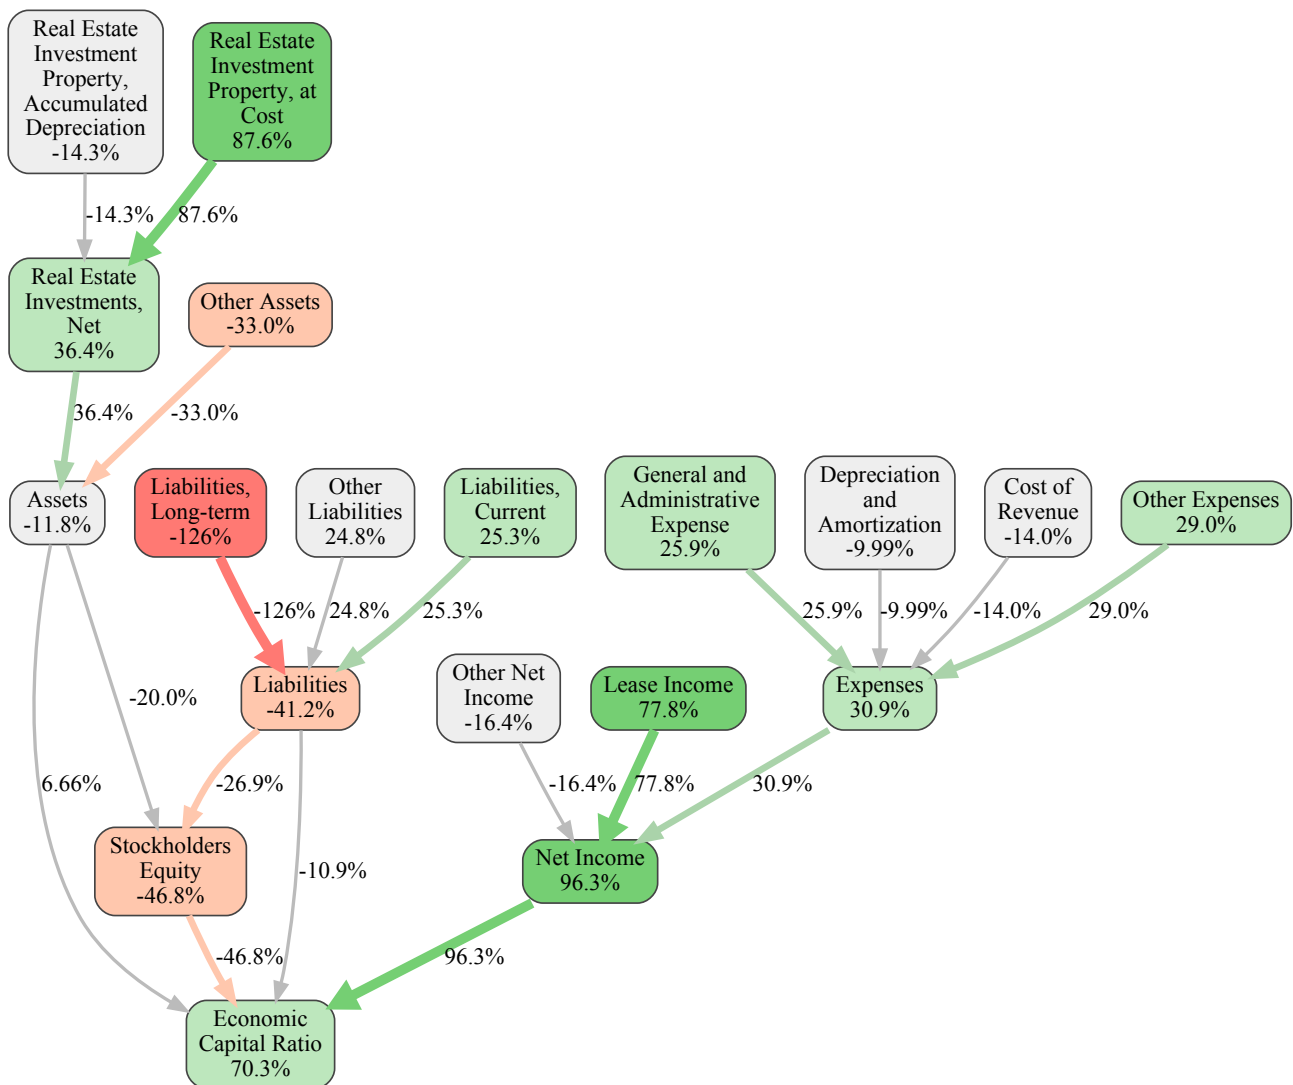 Real Estate
Investment
Property,
Accumulated
Depreciation
-14.3%
Real Estate
Investment
Property, at
Cost
87.6%
-14.3%
87.6%
Real Estate
Investments,
Net
36.4%
Other Assets
-33.0%
36.4%
-33.0%
Assets
-11.8%
Liabilities,
Long-term
-126%
Other
Liabilities
24.8%
Liabilities,
Current
25.3%
General and
Administrative
Expense
25.9%
Depreciation
and
Amortization
-9.99%
Cost of
Revenue
-14.0%
Other Expenses
29.0%
-126%
24.8%
25.3%
25.9%
-9.99%
-14.0%
29.0%
-20.0%
Liabilities
-41.2%
Other Net
Income
-16.4%
Lease Income
77.8%
Expenses
30.9%
6.66%
-26.9%
-16.4%
77.8%
30.9%
Stockholders
Equity
-46.8%
-10.9%
Net Income
96.3%
-46.8%
96.3%
Economic
Capital Ratio
70.3%